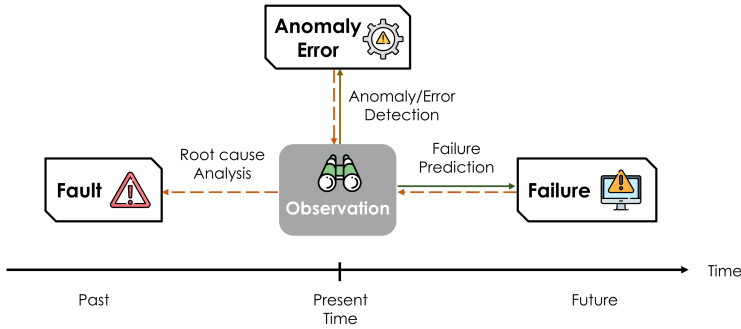 Anomaly
Error
Anomaly/Error
Detection
Root cause
Analysis
Failure
Prediction
Fault
Observation
Failure
Time
Past
Present
Time
Future